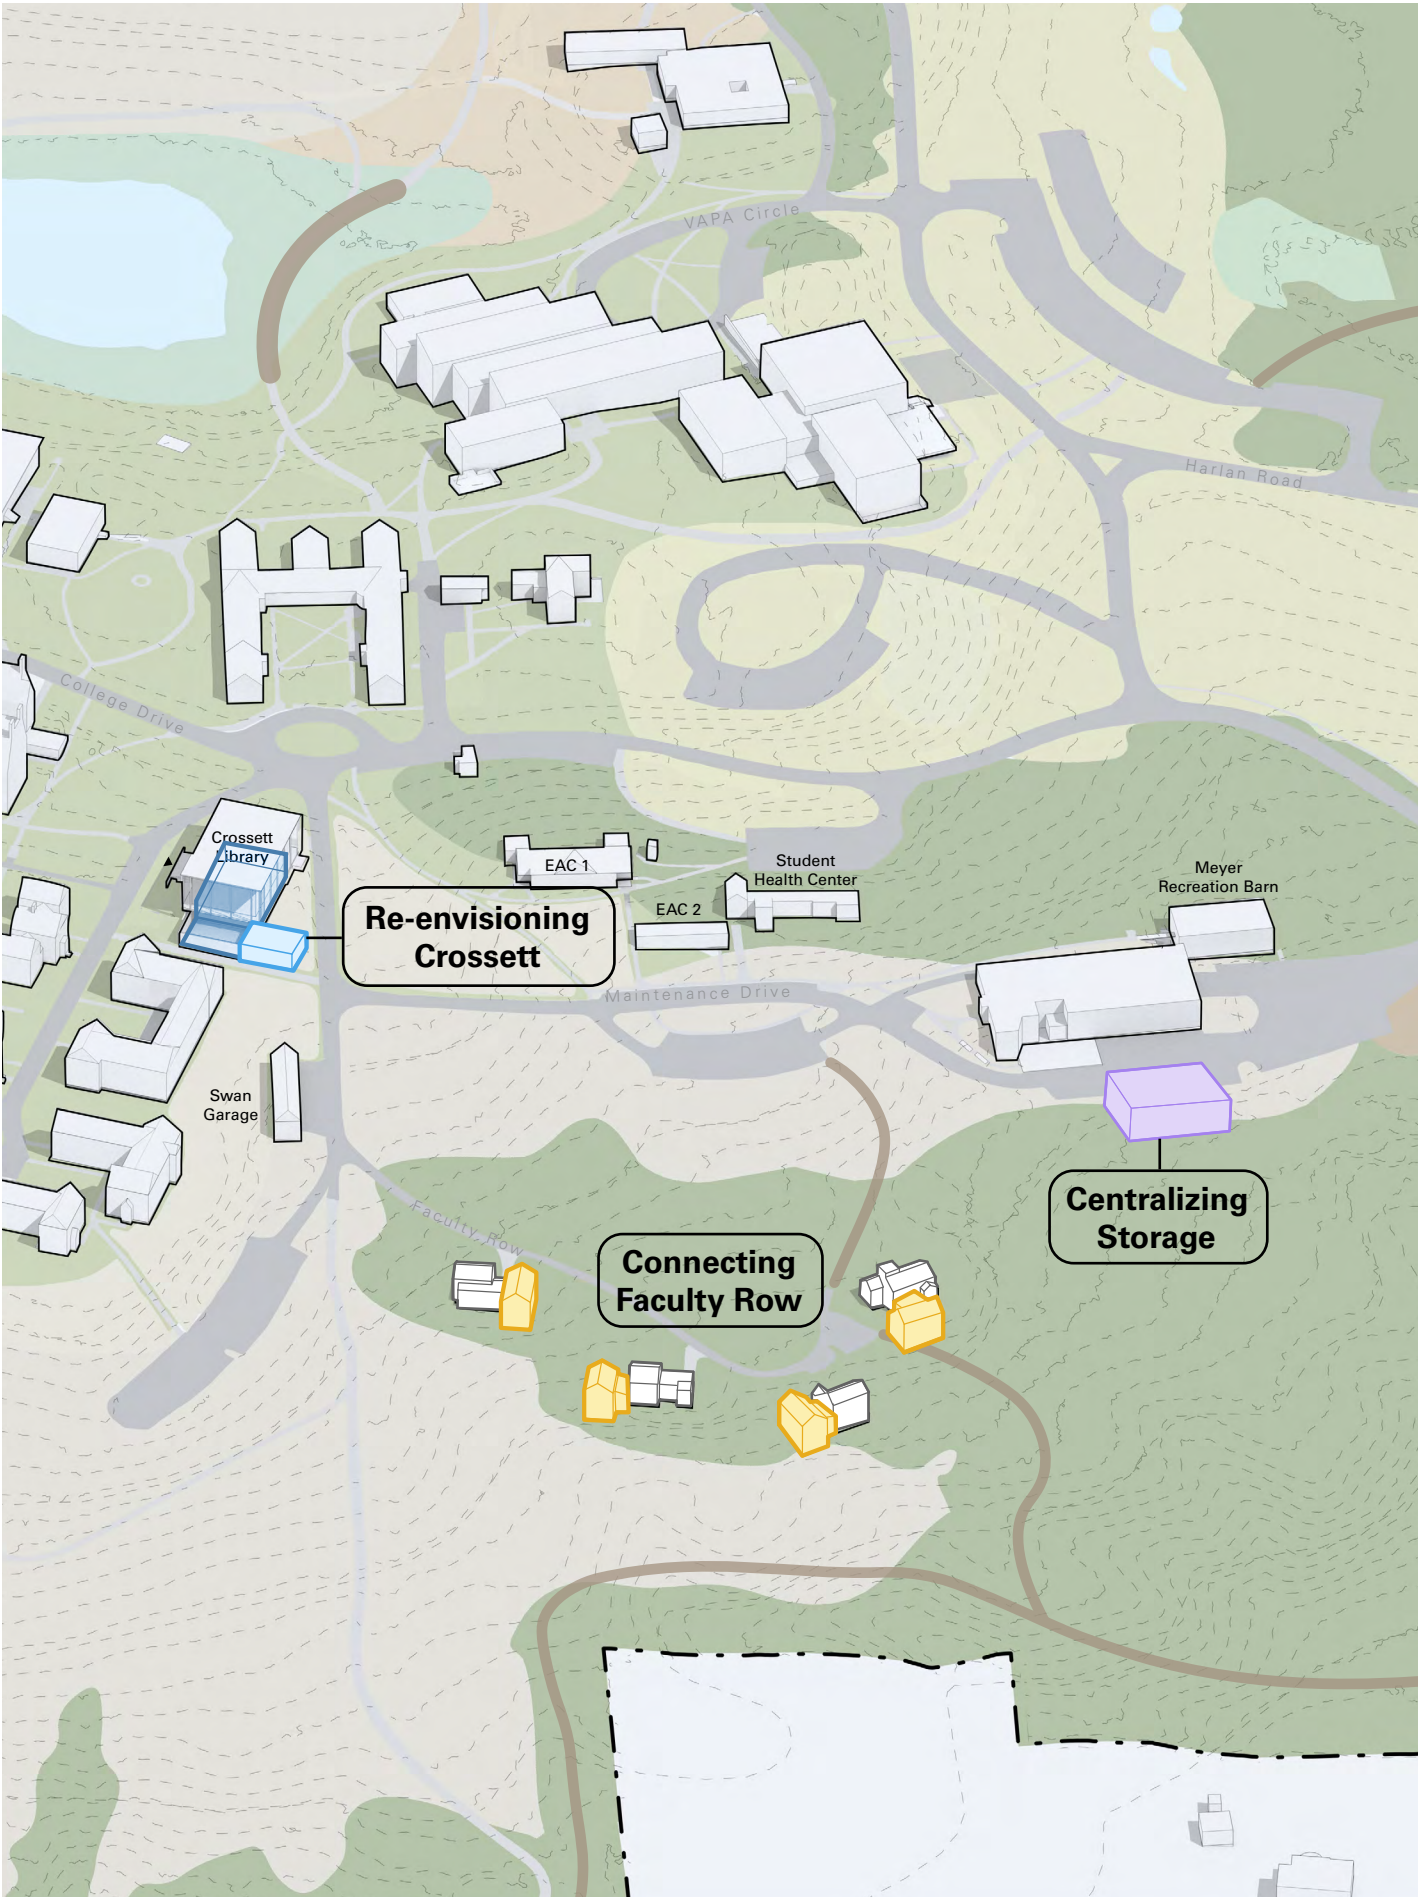 VAPA Circle
Harlan Road
College Drive
Crossett
Library
EAC 1
Student
Health Center
Meyer
Recreation Barn
EAC 2
Re-envisioning
Crossett
Maintenance Drive
Swan
Garage
Centralizing
Storage
Faculty Row
Connecting
Faculty Row